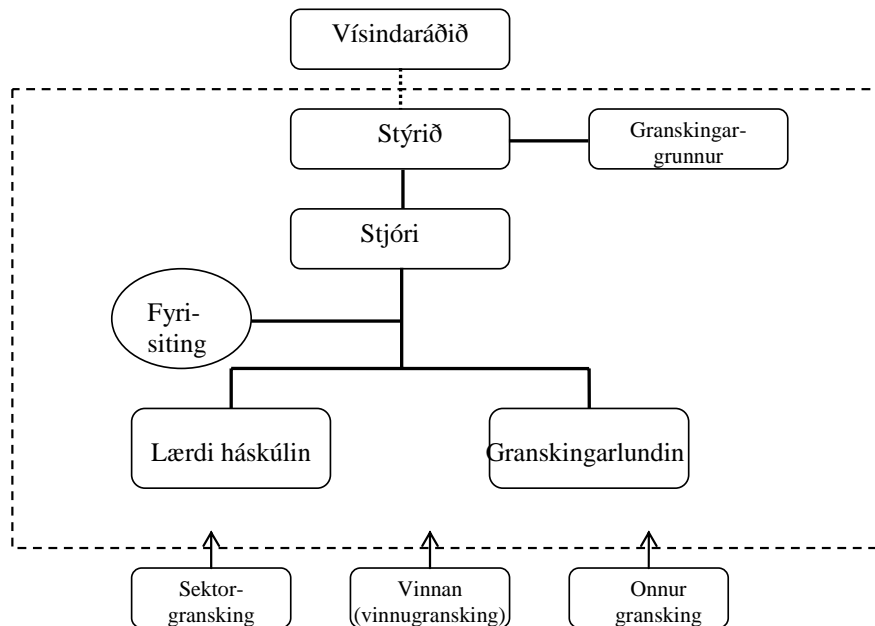 Vísindaráðið
Stýrið
Granskingar-
grunnur
Stjóri
Fyri-
siting
Lærdi háskúlin
Granskingarlundin
Sektor-
gransking
Vinnan
(vinnugransking)
Onnur
gransking